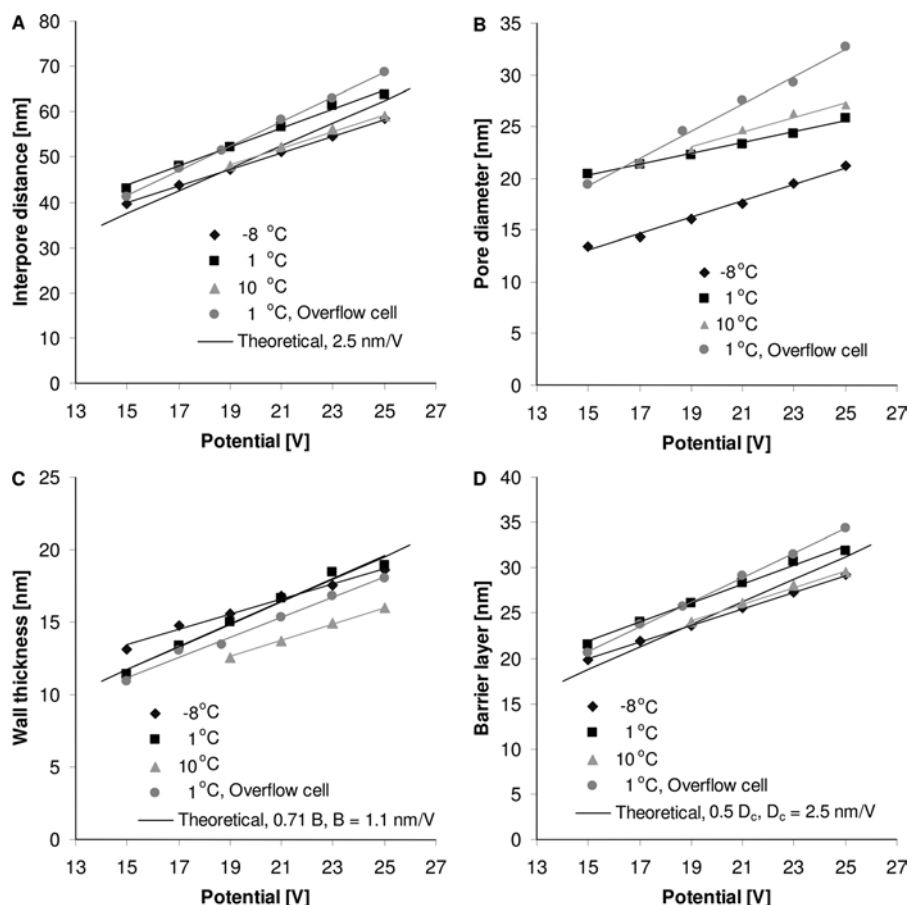 A
Interpore distance [nm]
80
70
60
50
40
30
20
10
0
-8 °C
1 °C
10 °C
1 °C, Overflow cell
Theoretical, 2.5 nm/V
13 15 17 19 21 23 25 27
Potential [V]
B
Pore diameter [nm]
35
30
25
20
15
10
5
0
-8°C
1°C
10°C
1°C, Overflow cell
13 15 17 19 21 23 25 27
Potential [V]
C
Wall thickness [nm]
25
20
15
10
5
0
-8°C
1°C
10°C
1°C, Overflow cell
Theoretical, 0.71 B, B = 1.1 nm/V
13 15 17 19 21 23 25 27
Potential [V]
D
Barrier layer [nm]
40
35
30
25
20
15
10
5
0
-8°C
1°C
10°C
1°C, Overflow cell
Theoretical, 0.5 Dc, Dc = 2.5 nm/V
13 15 17 19 21 23 25 27
Potential [V]